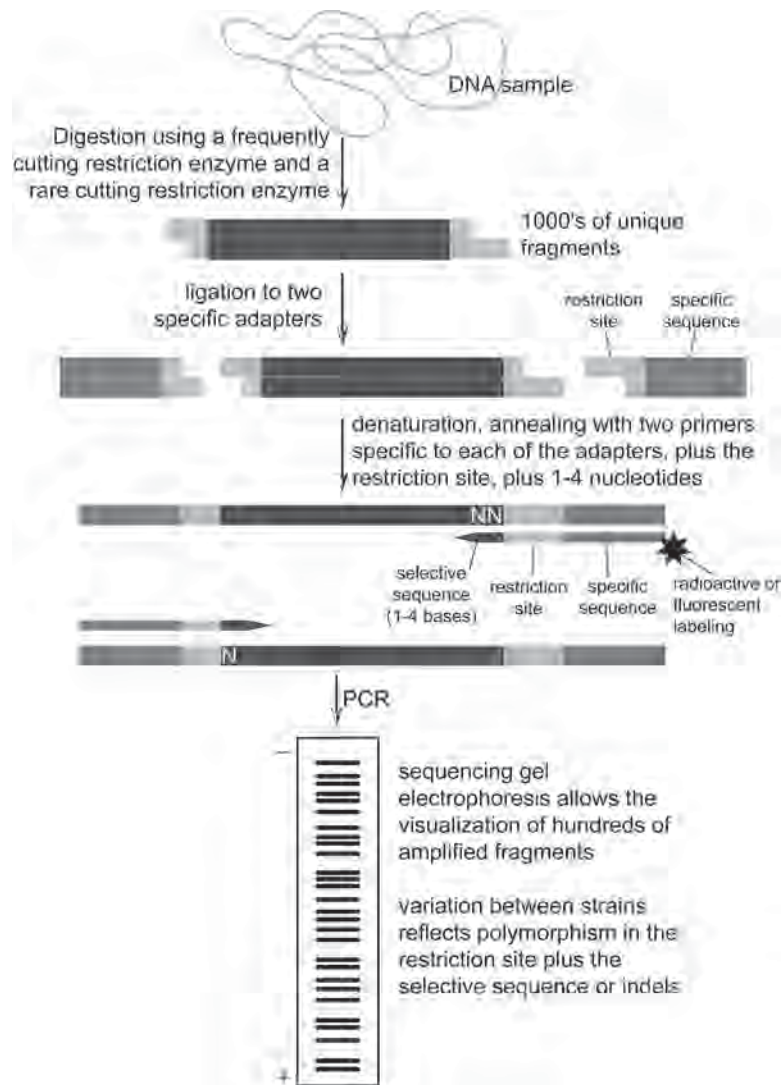 DNA sample
Digestion using a frequently
cutting restriction enzyme and a
rare cutting restriction enzyme
1000's of unique
fragments
ligation to two
specific adapters
restriction
site
specific
sequence
denaturation, annealing with two primers
specific to each of the adapters, plus the
restriction site, plus 1-4 nucleotides
NN
selective
sequence
(1-4 bases)
restriction
site
specific
sequence
radioactive or
fluorescent
labeling
N
PCR
–
sequencing gel
electrophoresis allows the
visualization of hundreds of
amplified fragments
variation between strains
reflects polymorphism in the
restriction site plus the
selective sequence or indels
+